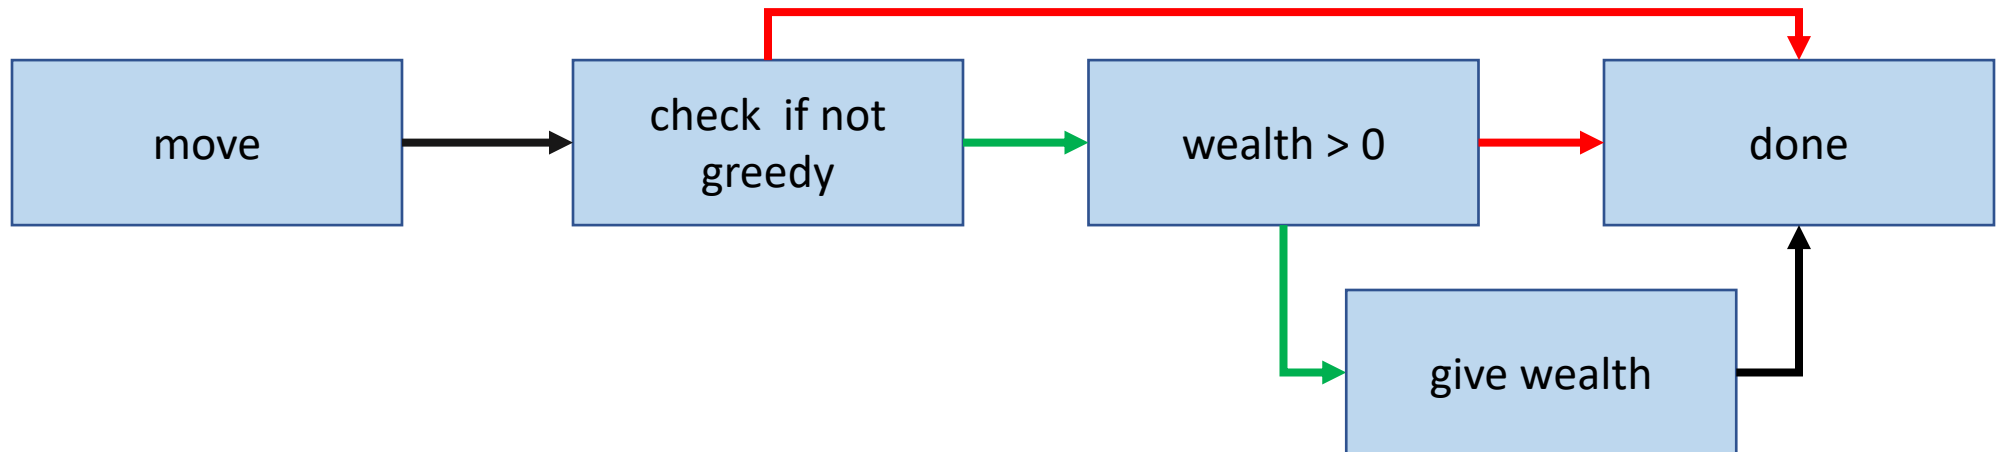 move
check  if not
greedy
wealth > 0
done
give wealth